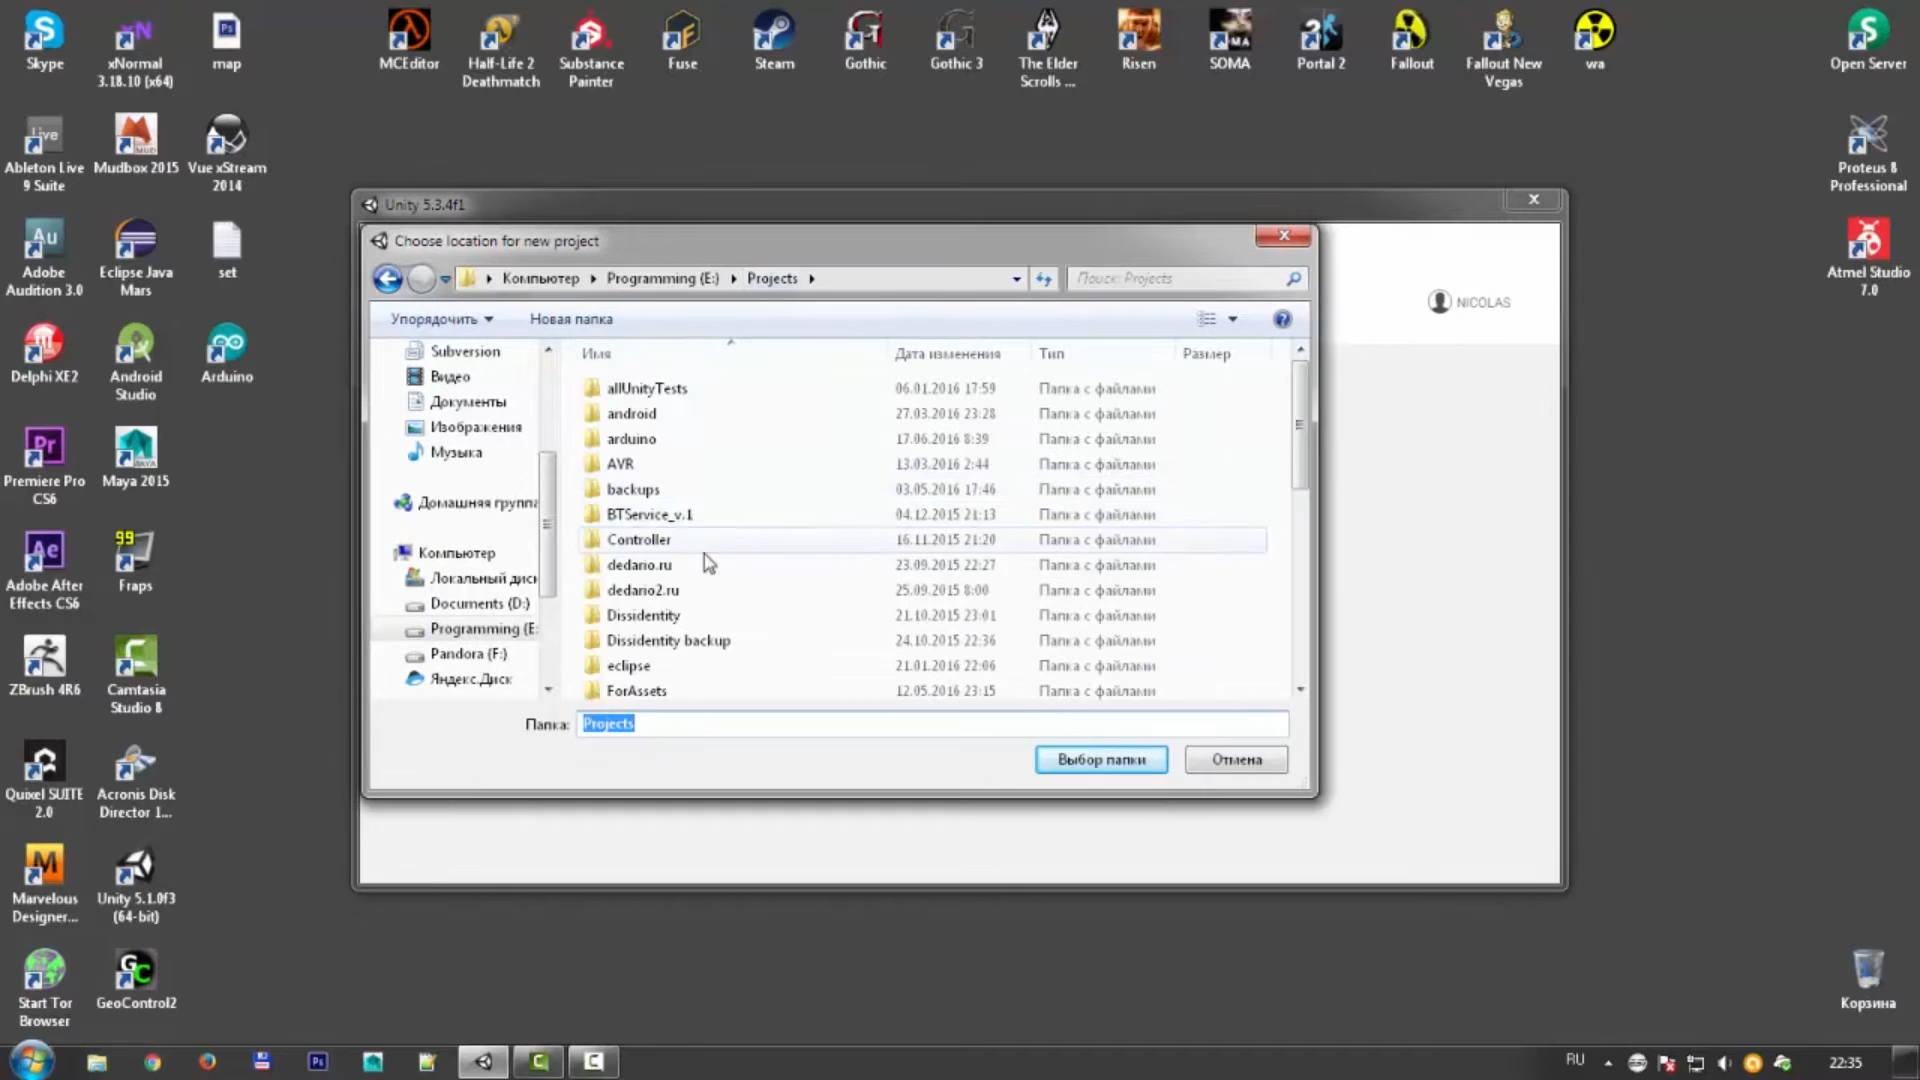 Skype
xNormal
3.18.10 (x64)
map
MCEditor
Half-Life 2
Deathmatch
Substance
Painter
Fuse
Steam
Gothic
Gothic 3
The Elder
Scrolls ...
Risen
SOMA
Portal 2
Fallout
Fallout New
Vegas
wa
Open Server
Ableton Live
9 Suite
Mudbox 2015
Vue xStream
2014
Proteus 8
Professional
Adobe
Audition 3.0
Eclipse Java
Mars
set
Atmel Studio
7.0
Delphi XE2
Android
Studio
Arduino
Premiere Pro
CS6
Maya 2015
Adobe After
Effects CS6
Fraps
ZBrush 4R6
Camtasia
Studio 8
Quixel SUITE
2.0
Acronis Disk
Director 1...
Marvelous
Designer...
Unity 5.1.0f3
(64-bit)
Start Tor
Browser
GeoControl2
Корзина
Unity 5.3.4f1
NICOLAS
Choose location for new project
Компьютер Programming (E:) Projects
Поиск: Projects
Упорядочить
Новая папка
Subversion
Видео
Документы
Изображения
Музыка
Домашняя группа
Компьютер
Локальный диск
Documents (D:)
Programming (E:
Pandora (F:)
Яндекс.Диск
Имя Дата изменения Тип Размер
allUnityTests 06.01.2016 17:59 Папка с файлами
android 27.03.2016 23:28 Папка с файлами
arduino 17.06.2016 8:39 Папка с файлами
AVR 13.03.2016 2:44 Папка с файлами
backups 03.05.2016 17:46 Папка с файлами
BTService_v.1 04.12.2015 21:13 Папка с файлами
Controller 16.11.2015 21:20 Папка с файлами
dedario.ru 23.09.2015 22:27 Папка с файлами
dedario2.ru 25.09.2015 8:00 Папка с файлами
Dissidentity 21.10.2015 23:01 Папка с файлами
Dissidentity backup 24.10.2015 22:36 Папка с файлами
eclipse 21.01.2016 22:06 Папка с файлами
ForAssets 12.05.2016 23:15 Папка с файлами
Папка: Projects
Выбор папки
Отмена
RU
22:35